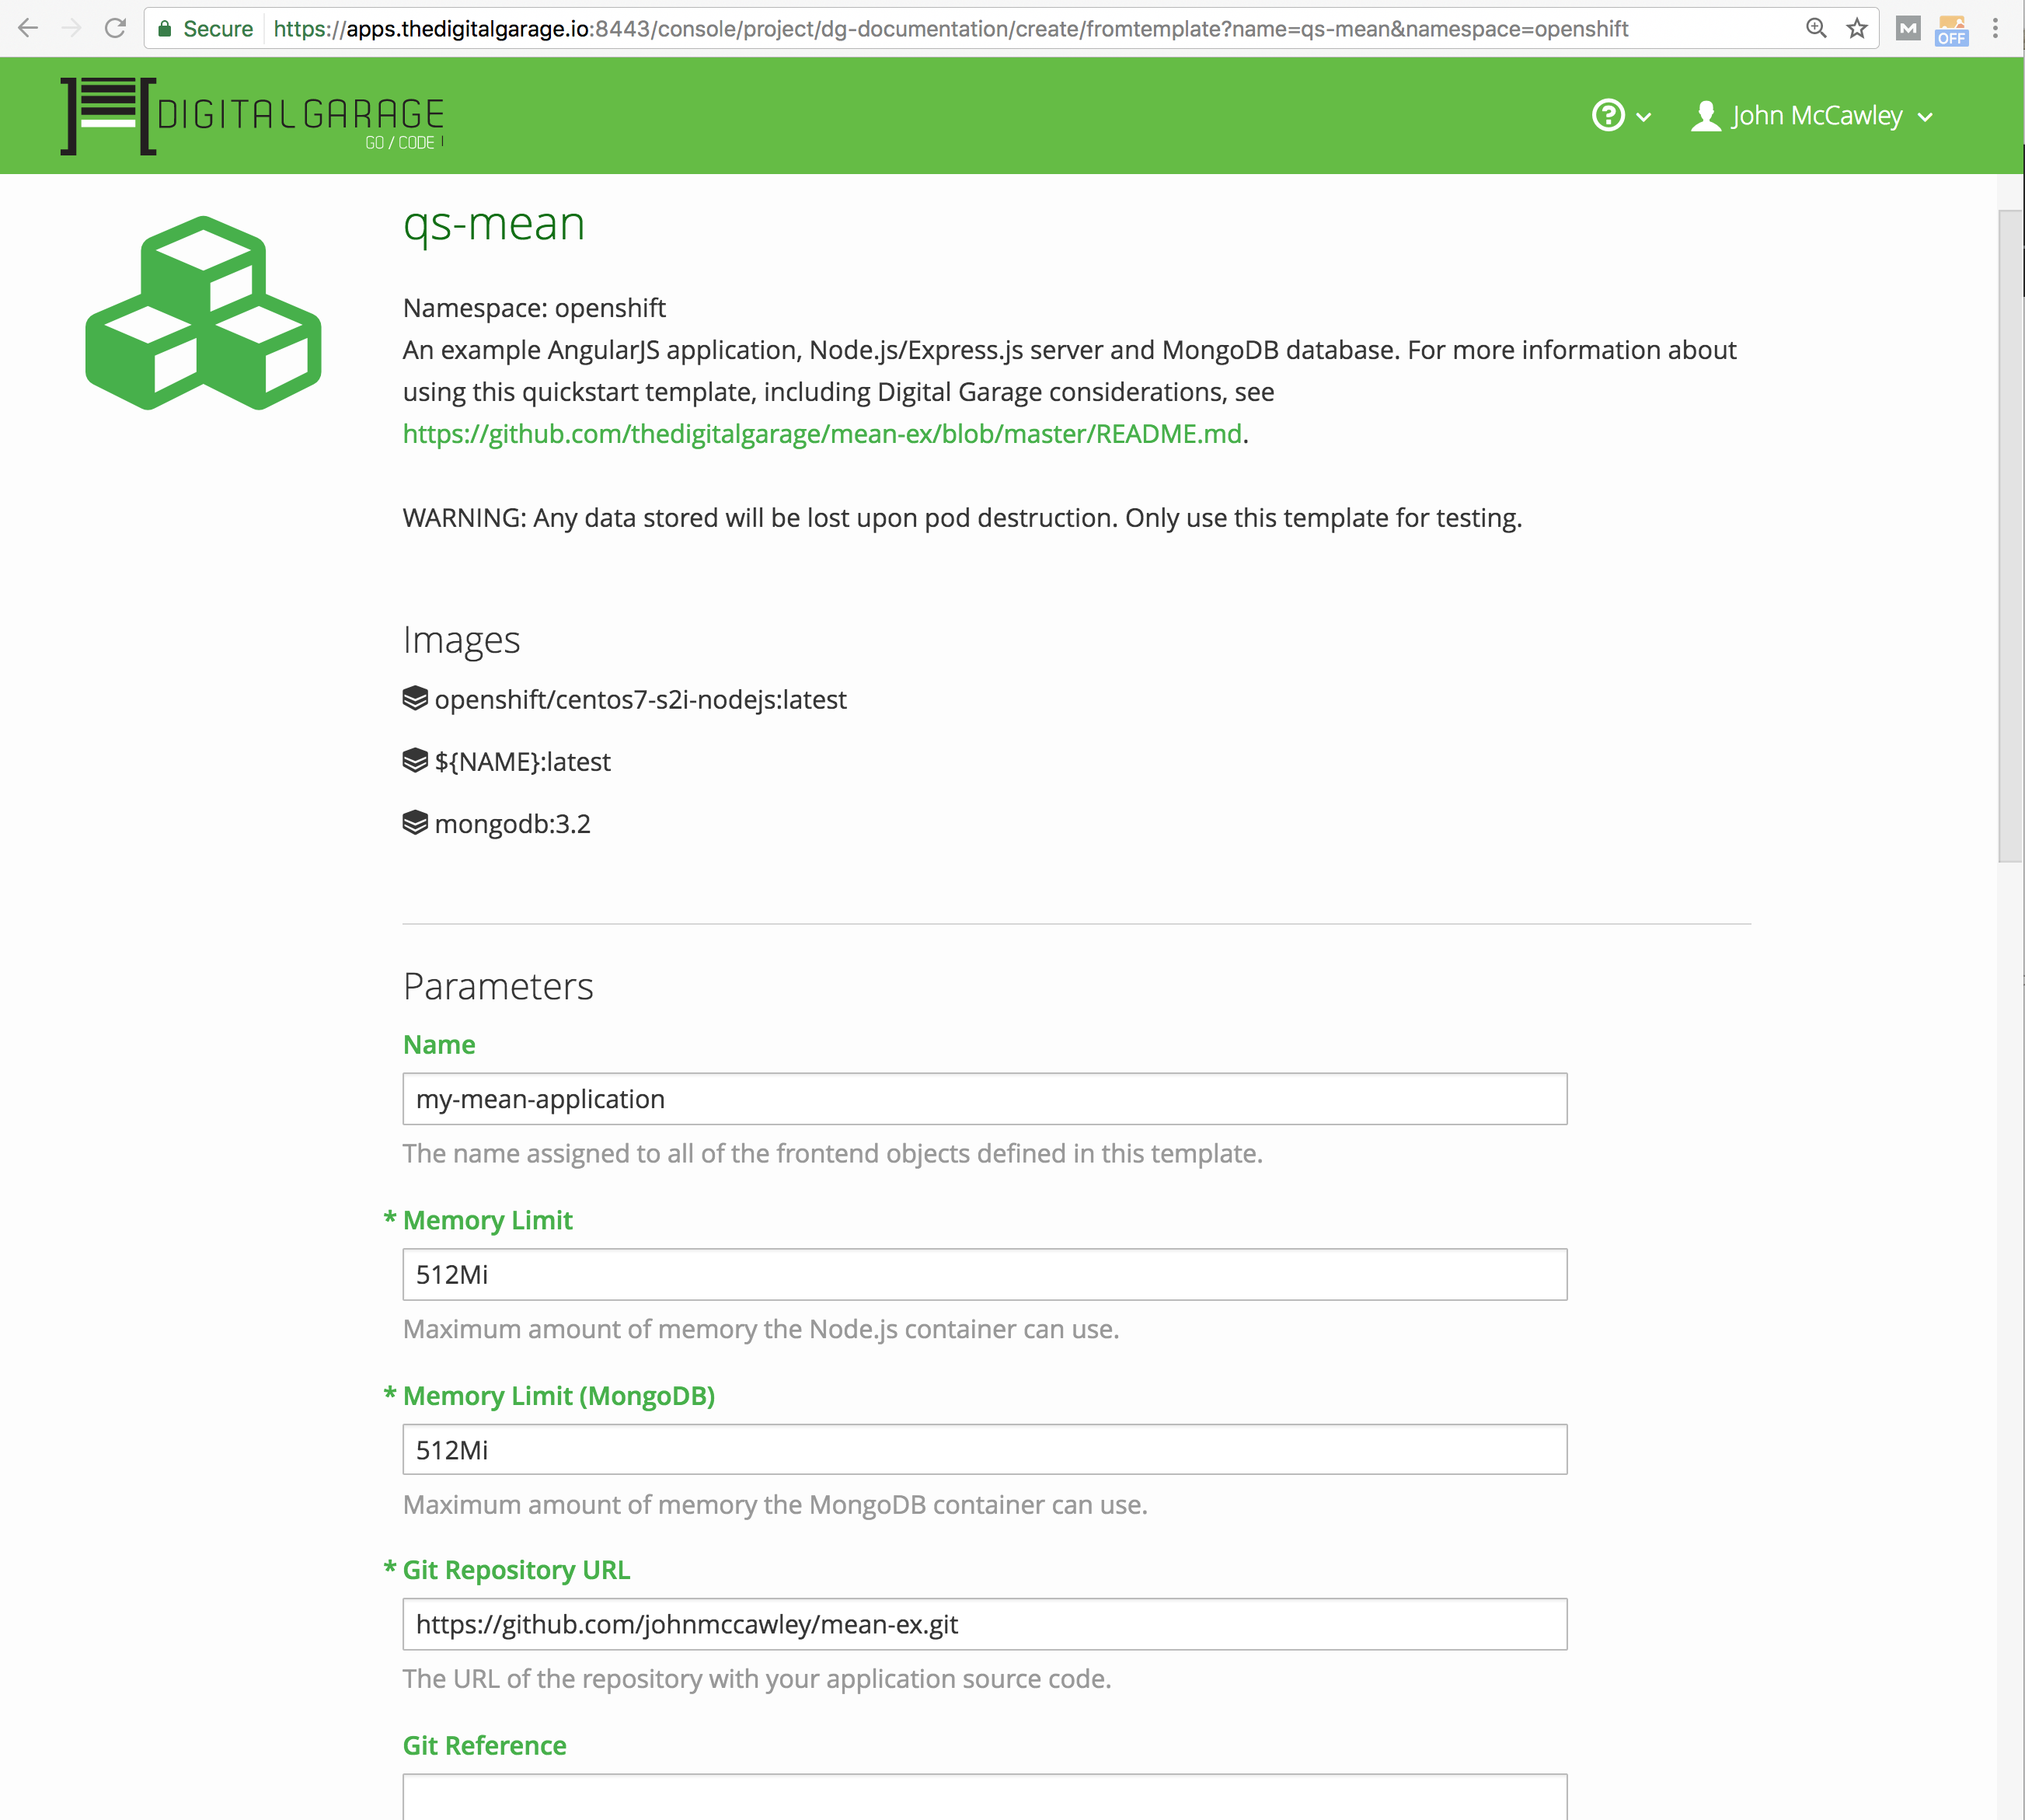 Secure https://apps.thedigitalgarage.io:8443/console/project/dg-documentation/create/fromtemplate?name=qs-mean&namespace=openshift
M
OFF
DIGITALGARAGE
GO / CODE
John McCawley
qs-mean
Namespace: openshift
An example AngularJS application, Node.js/Express.js server and MongoDB database. For more information about
using this quickstart template, including Digital Garage considerations, see
https://github.com/thedigitalgarage/mean-ex/blob/master/README.md.
WARNING: Any data stored will be lost upon pod destruction. Only use this template for testing.
Images
openshift/centos7-s2i-nodejs:latest
${NAME}:latest
mongodb:3.2
Parameters
Name
my-mean-application
The name assigned to all of the frontend objects defined in this template.
* Memory Limit
512Mi
Maximum amount of memory the Node.js container can use.
* Memory Limit (MongoDB)
512Mi
Maximum amount of memory the MongoDB container can use.
* Git Repository URL
https://github.com/johnmccawley/mean-ex.git
The URL of the repository with your application source code.
Git Reference